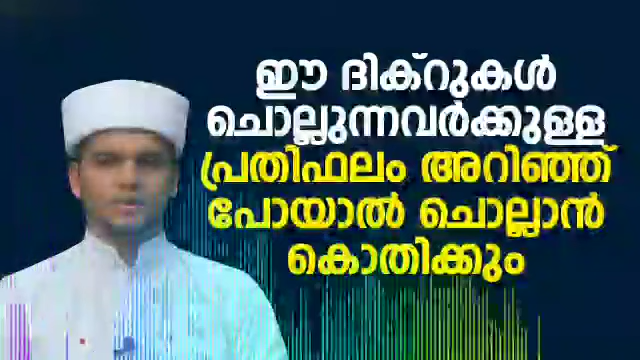 ഈ ദിക്റുകൾ
ചൊല്ലുന്നവർക്കുള്ള
പ്രതിഫലം അറിഞ്ഞ്
പോയാൽ ചൊല്ലാൻ
കൊതിക്കും